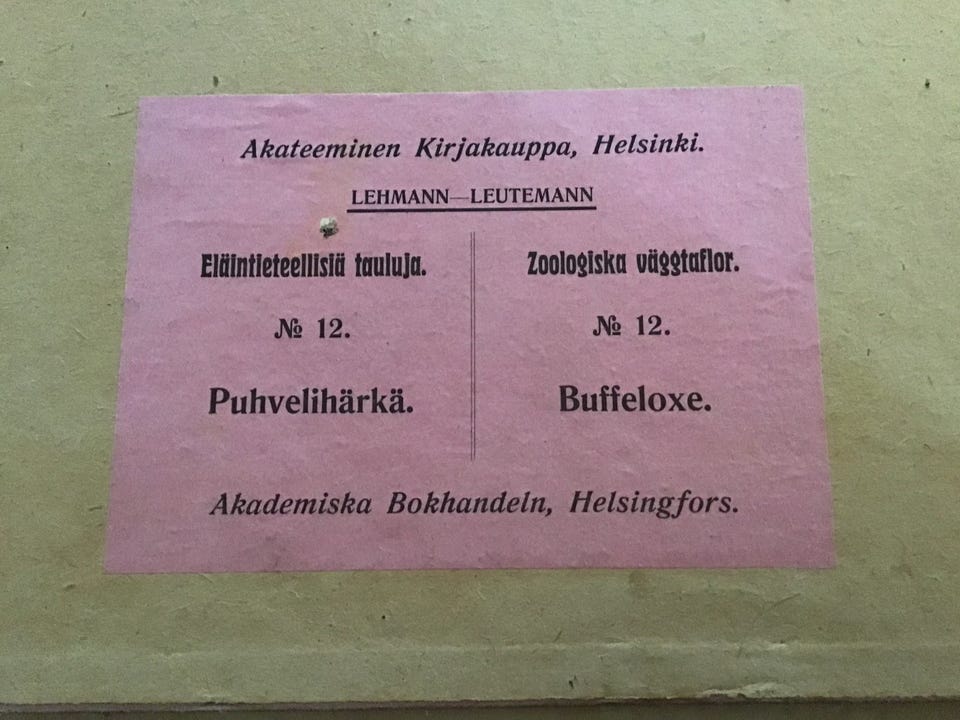 Akateeminen Kirjakauppa, Helsinki.
LEHMANN—LEUTEMANN
Eläintieteellisiä tauluja.
№ 12.
Puhvelihärkä.
Zoologiska väggtaflor.
№ 12.
Buffeloxe.
Akademiska Bokhandeln, Helsingfors.